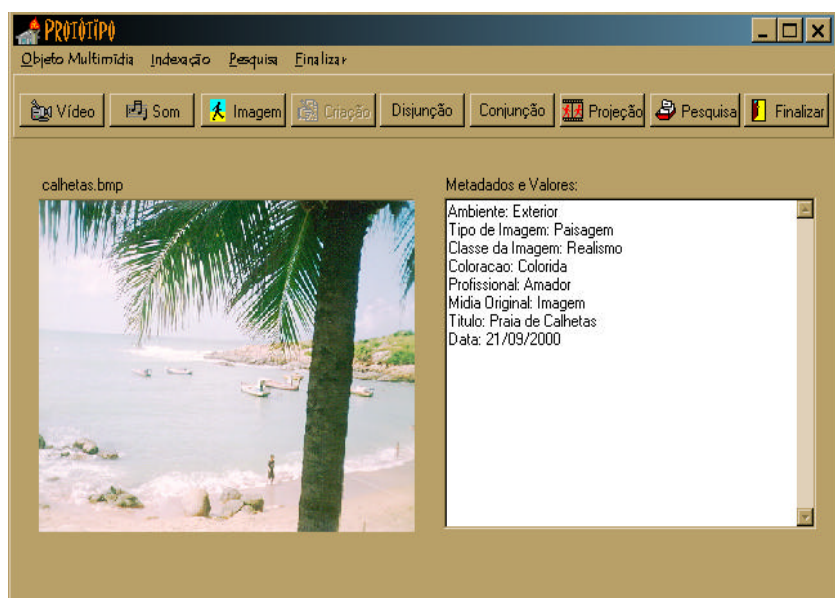 PROTÓTIPO
Objeto Multimídia Indexação Pesquisa Finalizar
Vídeo Som Imagem Criação Disjunção Conjunção Projeção Pesquisa Finalizar
calhetas.bmp Metadados e Valores:
Ambiente: Exterior
Tipo de Imagem: Paisagem
Classe da Imagem: Realismo
Coloracao: Colorida
Profissional: Amador
Midia Original: Imagem
Titulo: Praia de Calhetas
Data: 21/09/2000